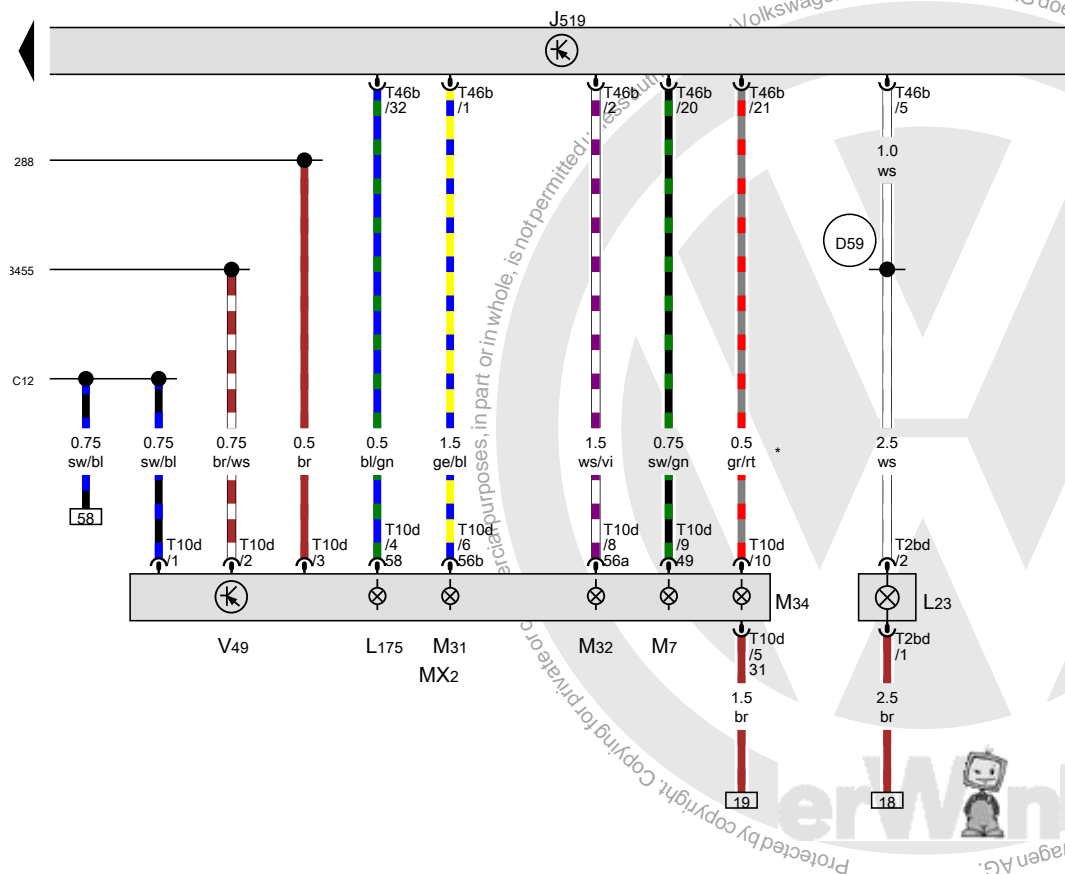 J519
T46b
/32
T46b
/1
T46b
/2
T46b
/20
T46b
/21
T46b
/5
1.0
ws
288
D59
3455
C12
0.75
sw/bl
0.75
sw/bl
0.75
br/ws
0.5
br
0.5
bl/gn
1.5
ge/bl
1.5
ws/vi
0.75
sw/gn
0.5
gr/rt
*
2.5
ws
58
T10d
/1
T10d
/2
T10d
/3
T10d
/4
58
T10d
/6
56b
T10d
/8
56a
T10d
/9
49
T10d
/10
T2bd
/2
M34
L23
V49
L175
M31
MX2
M32
M7
T10d
/5
31
T2bd
/1
1.5
br
2.5
br
19
18
erWin
Protected by copyright. Copying for private or
cial purposes, in part or in whole, is not permitted
Volkswagen
wagen AG.